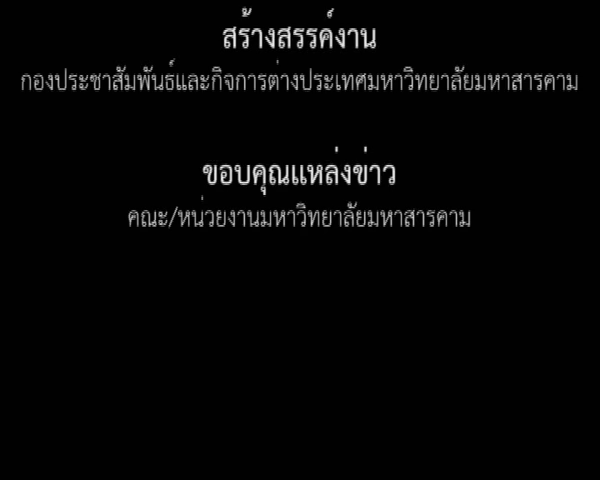 สร้างสรรค์งาน
กองประชาสัมพันธ์และกิจการต่างประเทศมหาวิทยาลัยมหาสารคาม
ขอบคุณแหล่งข่าว
คณะ/หน่วยงานมหาวิทยาลัยมหาสารคาม